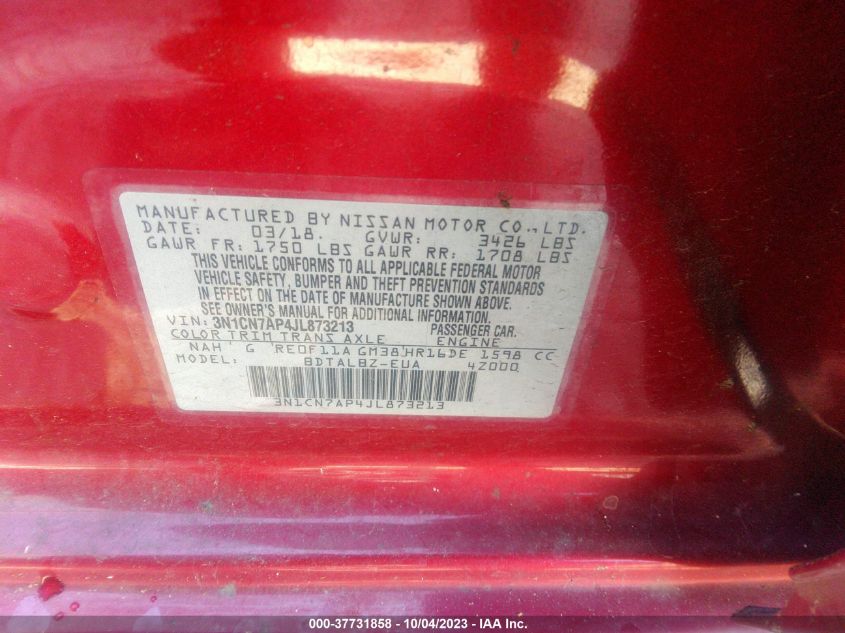 MANUFACTURED BY NISSAN MOTOR CO., LTD.
DATE: 03/18. GVWR: 3426 LBS
GAWR FR: 1750 LBS GAWR RR: 1708 LBS
THIS VEHICLE CONFORMS TO ALL APPLICABLE FEDERAL MOTOR
VEHICLE SAFETY, BUMPER AND THEFT PREVENTION STANDARDS
IN EFFECT ON THE DATE OF MANUFACTURE SHOWN ABOVE.
SEE OWNER'S MANUAL FOR ADDITIONAL INFORMATION.
VIN: 3N1CN7AP4JL873213 PASSENGER CAR.
COLOR TRIM TRANS AXLE ENGINE
NAH G RE0F11A GM38 HR16DE 1598 CC
MODEL: BDTALBZ-EUA 4Z000
3N1CN7AP4JL873213
000-37731858 - 10/04/2023 - IAA Inc.